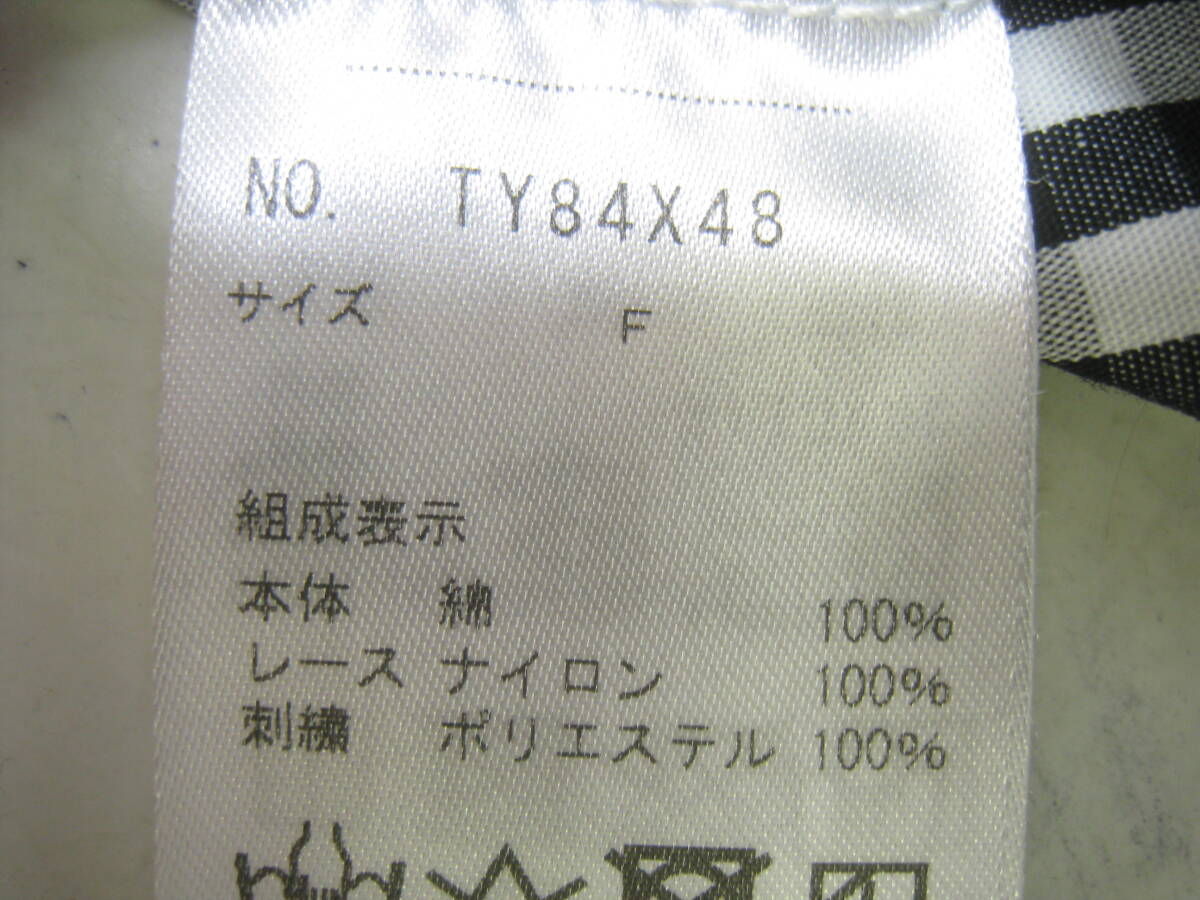 NO. TY84X48
サイズ F
組成表示
本体 綿 100%
レース ナイロン 100%
刺繍 ポリエステル 100%